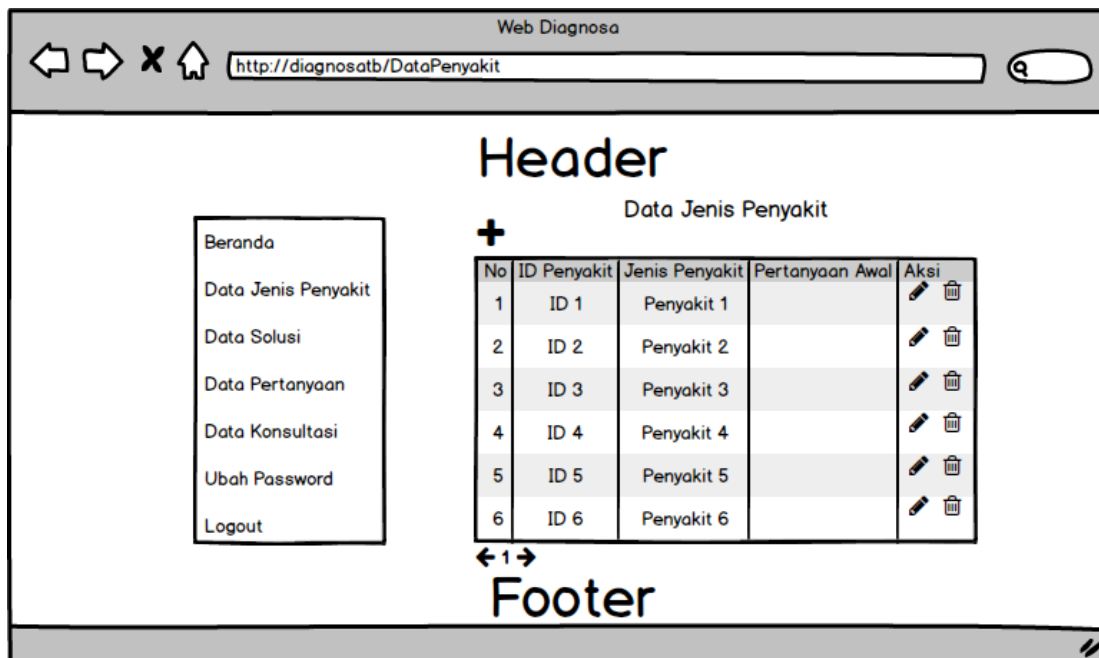 Web Diagnosa
http://diagnosatb/DataPenyakit
Header
Beranda
Data Jenis Penyakit
Data Solusi
Data Pertanyaan
Data Konsultasi
Ubah Password
Logout
Data Jenis Penyakit
No ID Penyakit Jenis Penyakit Pertanyaan Awal Aksi
1 ID 1 Penyakit 1
2 ID 2 Penyakit 2
3 ID 3 Penyakit 3
4 ID 4 Penyakit 4
5 ID 5 Penyakit 5
6 ID 6 Penyakit 6
1
Footer